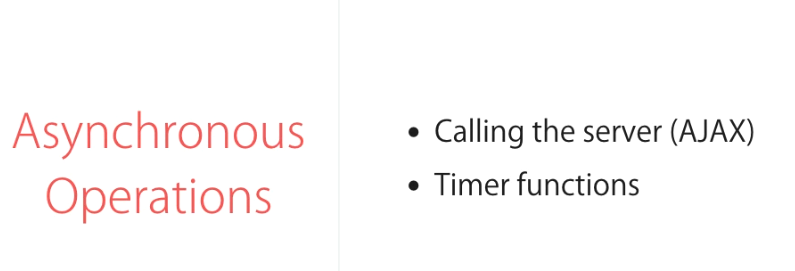 Asynchronous
Operations
• Calling the server (AJAX)
• Timer functions